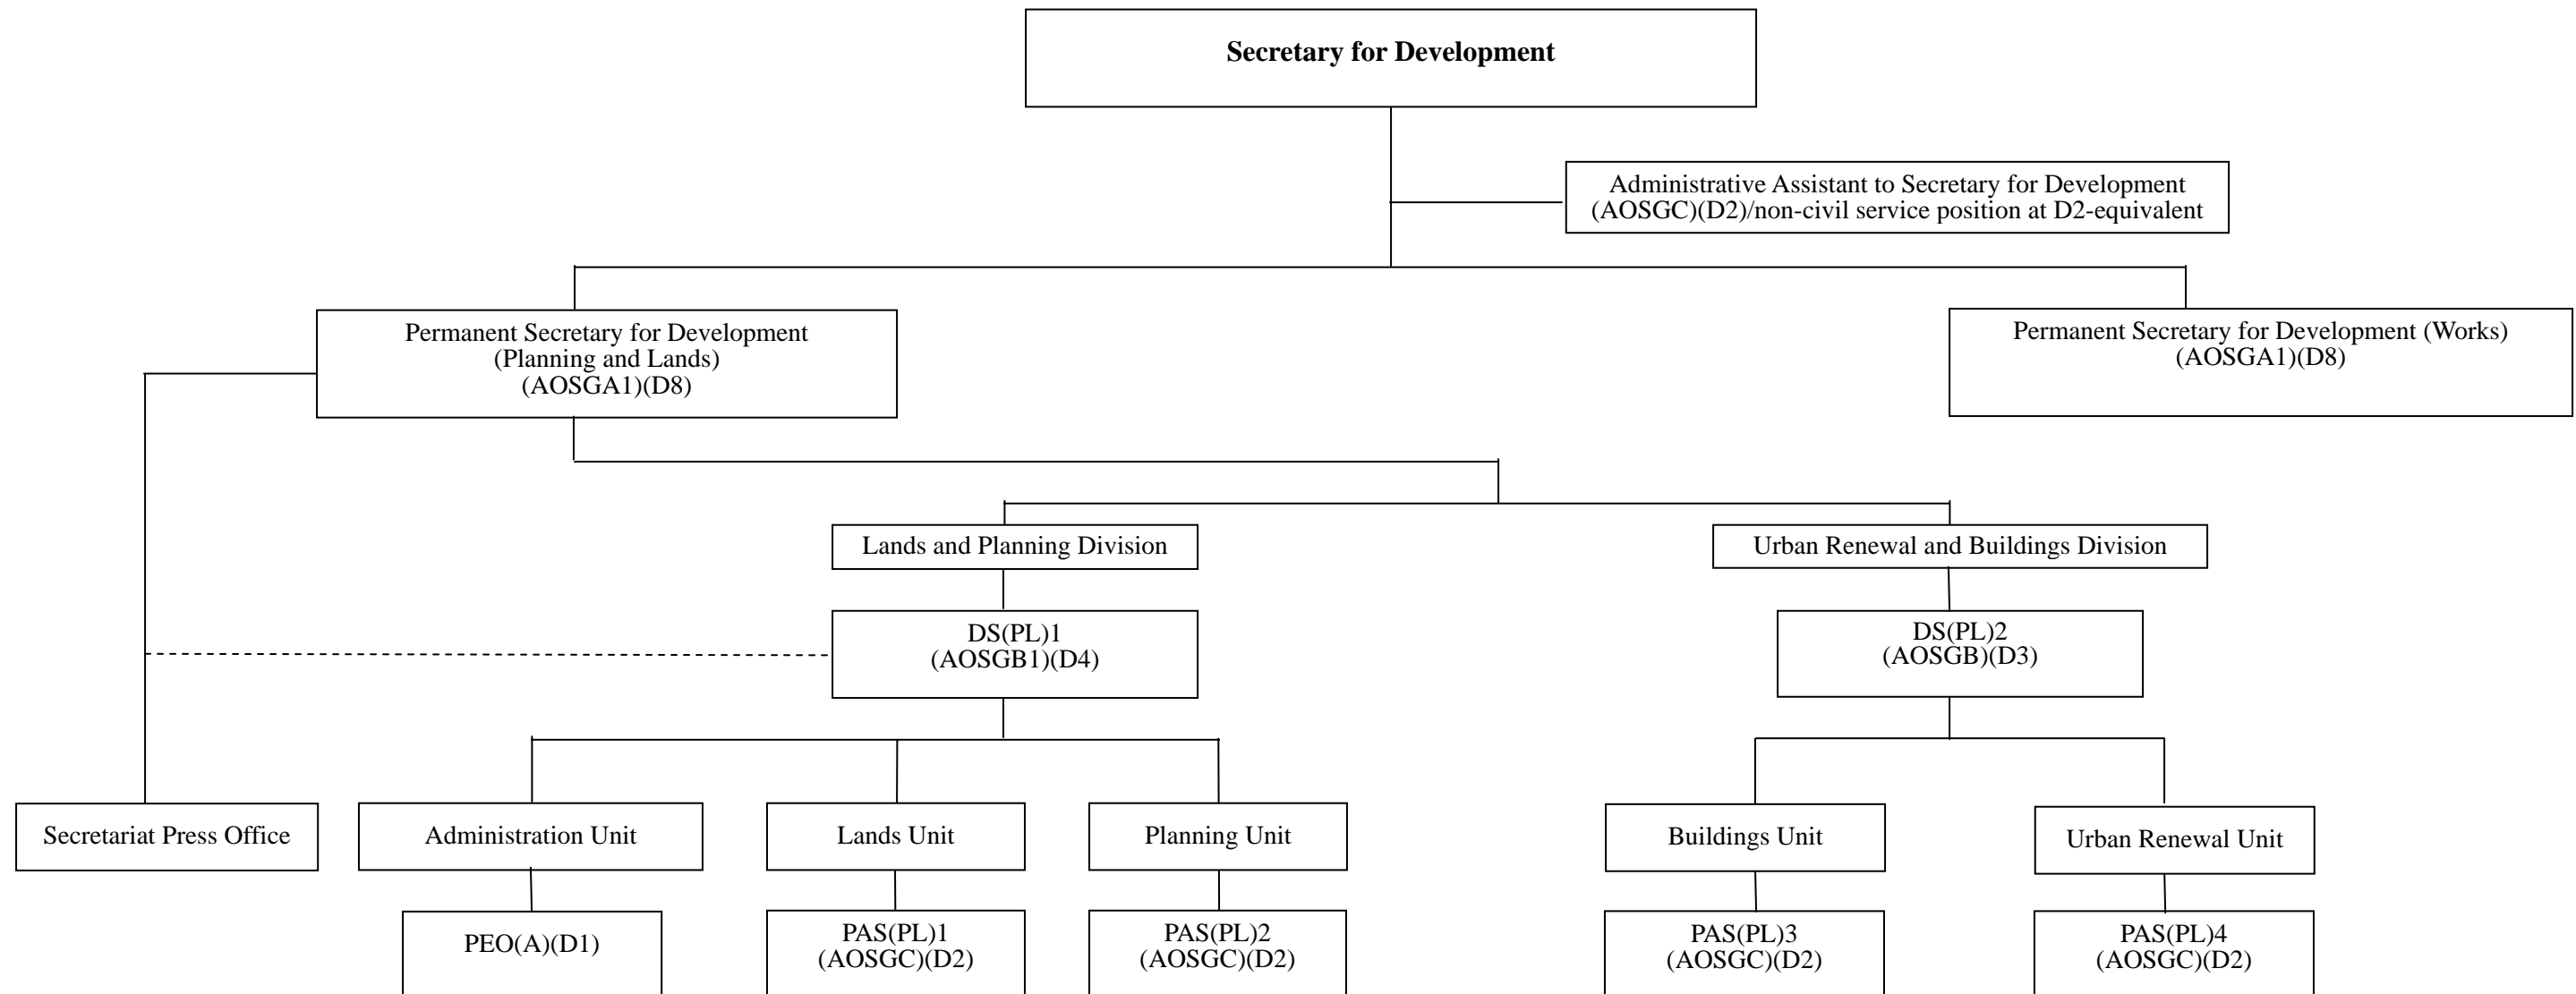 Secretary for Development
Administrative Assistant to Secretary for Development
(AOSGC)(D2)/non-civil service position at D2-equivalent
Permanent Secretary for Development
(Planning and Lands)
(AOSGA1)(D8)
Permanent Secretary for Development (Works)
(AOSGA1)(D8)
Lands and Planning Division
Urban Renewal and Buildings Division
DS(PL)1
(AOSGB1)(D4)
DS(PL)2
(AOSGB)(D3)
Secretariat Press Office
Administration Unit
Lands Unit
Planning Unit
Buildings Unit
Urban Renewal Unit
PEO(A)(D1)
PAS(PL)1
(AOSGC)(D2)
PAS(PL)2
(AOSGC)(D2)
PAS(PL)3
(AOSGC)(D2)
PAS(PL)4
(AOSGC)(D2)